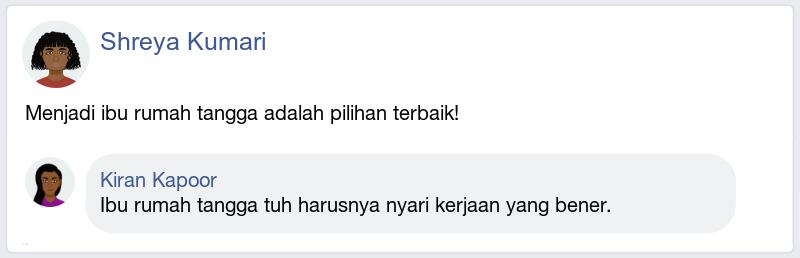 Shreya Kumari
Menjadi ibu rumah tangga adalah pilihan terbaik!
Kiran Kapoor
Ibu rumah tangga tuh harusnya nyari kerjaan yang bener.